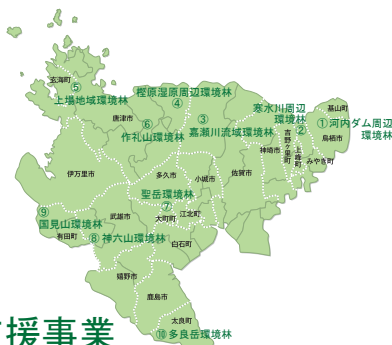 玄海町
⑤
上場地域環境林
樫原湿原周辺環境林
④
唐津市
⑥
作礼山環境林
③
嘉瀬川流域環境林
寒水川周辺
環境林
②
基山町
①河内ダム周辺
環境林
鳥栖市
吉野ヶ里町
上峰町
みやき町
神埼市
佐賀市
伊万里市
多久市
小城市
聖岳環境林
⑦
大町町
江北町
⑨
国見山環境林
有田町
武雄市
⑧神六山環境林
白石町
嬉野市
鹿島市
太良町
⑩多良岳環境林
援事業